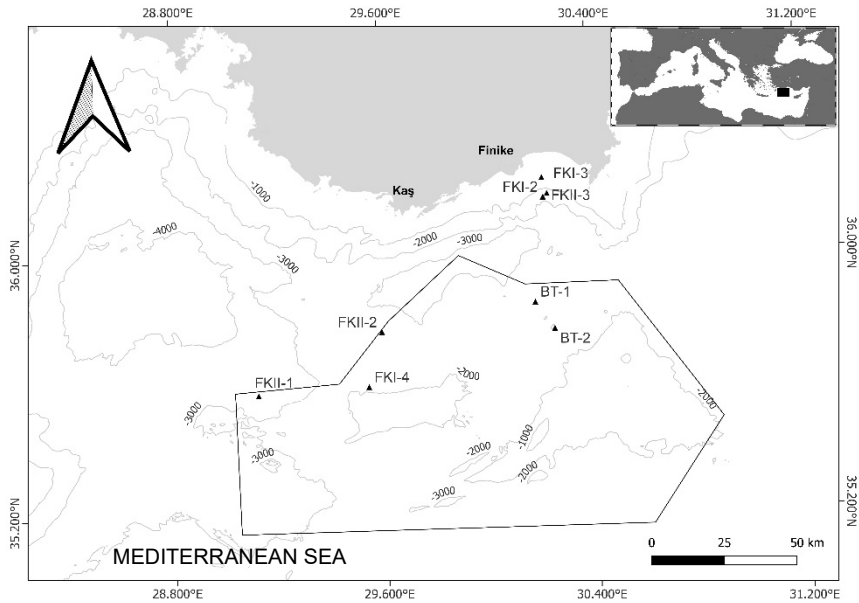 28.800°E 29.600°E 30.400°E 31.200°E
Finike
FKI-3
Kaş
FKI-2
FKII-3
-1000
-4000
-2000
-3000
36.000°N
-3000
36.000°N
BT-1
FKII-2
BT-2
FKI-4
-2000
FKII-1
-3000
-2000
-1000
-3000
-2000
-2000
-3000
35.200°N
35.200°N
0 25 50 km
MEDITERRANEAN SEA
28.800°E 29.600°E 30.400°E 31.200°E